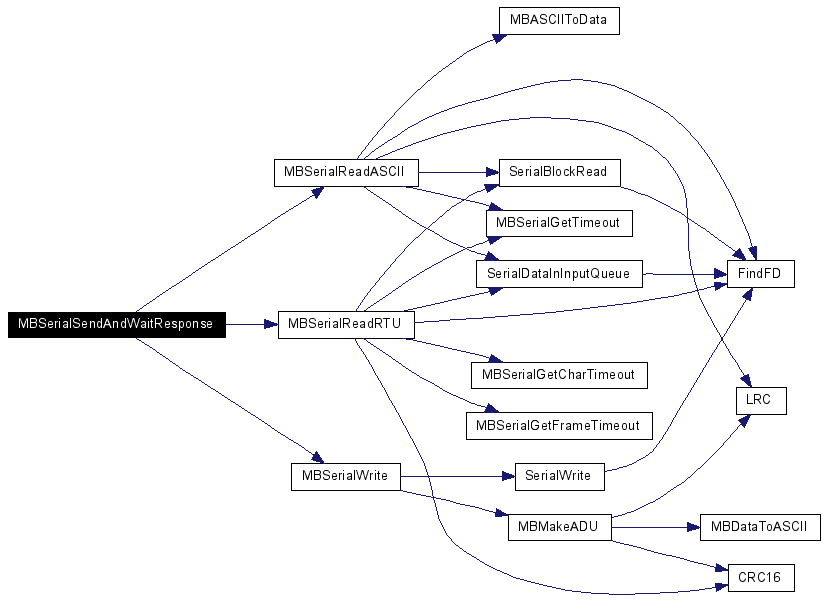 MBASCIIToData
MBSerialReadASCII
SerialBlockRead
MBSerialGetTimeout
SerialDataInInputQueue
FindFD
MBSerialSendAndWaitResponse
MBSerialReadRTU
MBSerialGetCharTimeout
LRC
MBSerialGetFrameTimeout
MBSerialWrite
SerialWrite
MBMakeADU
MBDataToASCII
CRC16